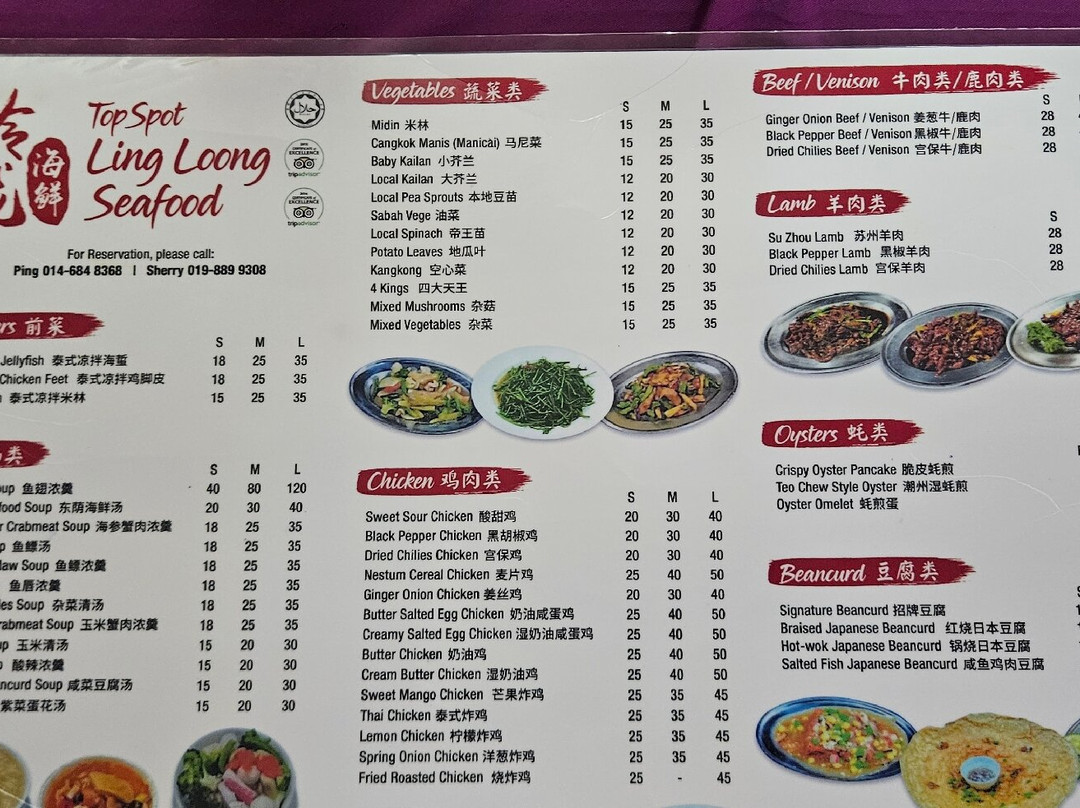 TopSpot
Ling Loong
Seafood
海鲜
حلال
CERTIFICATE of EXCELLENCE
tripadvisor
CERTIFICATE of EXCELLENCE
tripadvisor
For Reservation, please call:
Ping 014-684 8368 | Sherry 019-889 9308
前菜
S M L
Jellyfish 泰式凉拌海蜇 18 25 35
Chicken Feet 泰式凉拌鸡脚皮 18 25 35
泰式凉拌米林 15 25 35
类
S M L
鱼翅浓羹 40 80 120
Soup 东荫海鲜汤 20 30 40
Crabmeat Soup 海参蟹肉浓羹 18 25 35
鱼鳔汤 18 25 35
Soup 鱼鳔浓羹 18 25 35
鱼唇浓羹 18 25 35
Soup 杂菜清汤 18 25 35
Soup 玉米蟹肉浓羹 18 25 35
玉米清汤 15 20 30
酸辣浓羹 15 20 30
Soup 咸菜豆腐汤 15 20 30
紫菜蛋花汤 15 20 30
Vegetables 蔬菜类
S M L
Midin 米林 15 25 35
Cangkok Manis (Manicai) 马尼菜 15 25 35
Baby Kailan 小芥兰 15 25 35
Local Kailan 大芥兰 12 20 30
Local Pea Sprouts 本地豆苗 12 20 30
Sabah Vege 油菜 12 20 30
Local Spinach 帝王苗 12 20 30
Potato Leaves 地瓜叶 12 20 30
Kangkong 空心菜 12 20 30
4 Kings 四大天王 15 25 35
Mixed Mushrooms 杂菇 15 25 35
Mixed Vegetables 杂菜 15 25 35
Chicken 鸡肉类
S M L
Sweet Sour Chicken 酸甜鸡 20 30 40
Black Pepper Chicken 黑胡椒鸡 20 30 40
Dried Chilies Chicken 宫保鸡 20 30 40
Nestum Cereal Chicken 麦片鸡 25 40 50
Ginger Onion Chicken 姜丝鸡 20 30 40
Butter Salted Egg Chicken 奶油咸蛋鸡 25 40 50
Creamy Salted Egg Chicken 湿奶油咸蛋鸡 25 40 50
Butter Chicken 奶油鸡 25 40 50
Cream Butter Chicken 湿奶油鸡 25 40 50
Sweet Mango Chicken 芒果炸鸡 25 35 45
Thai Chicken 泰式炸鸡 25 35 45
Lemon Chicken 柠檬炸鸡 25 35 45
Spring Onion Chicken 洋葱炸鸡 25 35 45
Fried Roasted Chicken 烧炸鸡 25 - 45
Beef / Venison 牛肉类/鹿肉类
S
Ginger Onion Beef / Venison 姜葱牛/鹿肉 28
Black Pepper Beef / Venison 黑椒牛/鹿肉 28
Dried Chilies Beef / Venison 宫保牛/鹿肉 28
Lamb 羊肉类
S
Su Zhou Lamb 苏州羊肉 28
Black Pepper Lamb 黑椒羊肉 28
Dried Chilies Lamb 宫保羊肉 28
Oysters 蚝类
Crispy Oyster Pancake 脆皮蚝煎
Teo Chew Style Oyster 潮州湿蚝煎
Oyster Omelet 蚝煎蛋
Beancurd 豆腐类
Signature Beancurd 招牌豆腐
Braised Japanese Beancurd 红烧日本豆腐
Hot-wok Japanese Beancurd 锅烧日本豆腐
Salted Fish Japanese Beancurd 咸鱼鸡肉豆腐